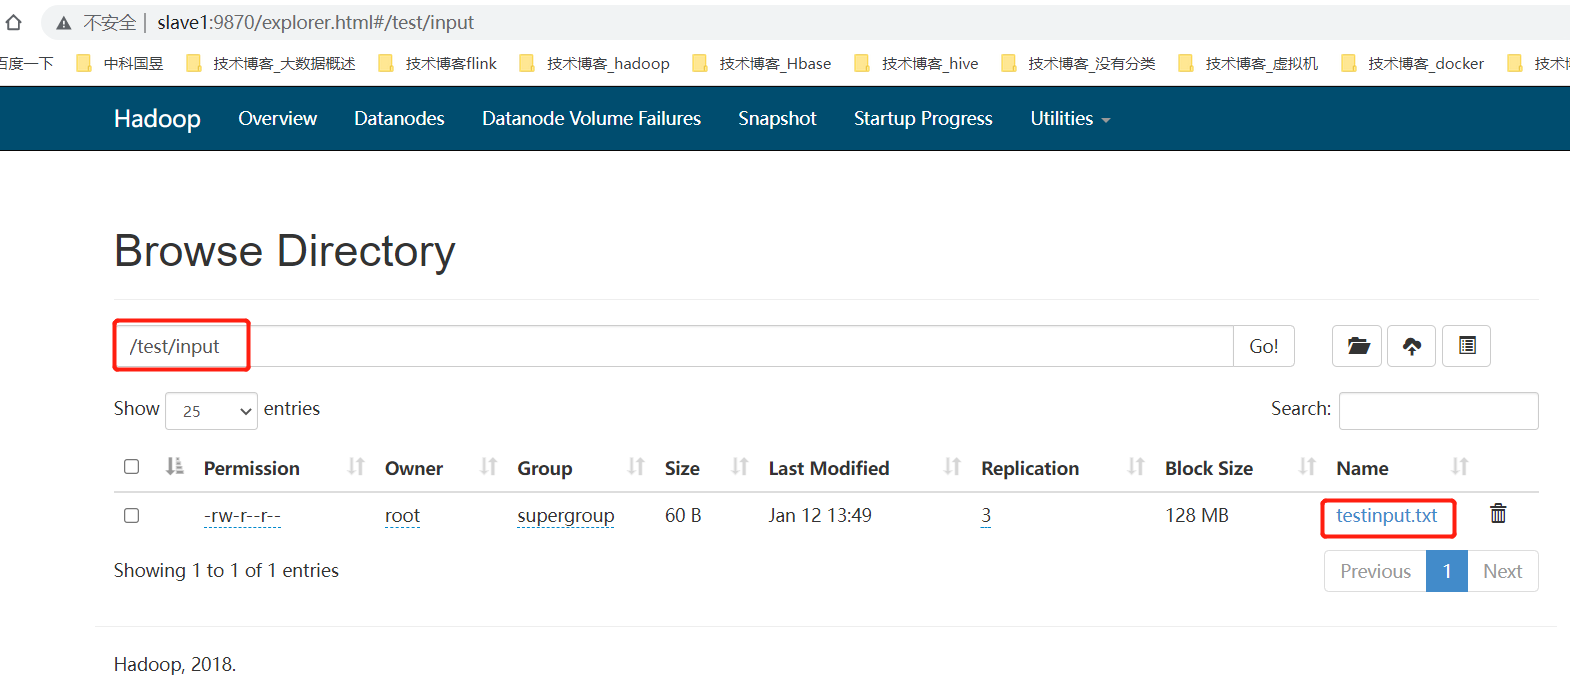 不安全 | slave1:9870/explorer.html#/test/input
百度一下 中科国昱 技术博客_大数据概述 技术博客flink 技术博客_hadoop 技术博客_Hbase 技术博客_hive 技术博客_没有分类 技术博客_虚拟机 技术博客_docker 技术
Hadoop Overview Datanodes Datanode Volume Failures Snapshot Startup Progress Utilities
Browse Directory
/test/input Go!
Show 25 entries Search:
Permission Owner Group Size Last Modified Replication Block Size Name
-rw-r--r-- root supergroup 60 B Jan 12 13:49 3 128 MB testinput.txt
Showing 1 to 1 of 1 entries Previous 1 Next
Hadoop, 2018.